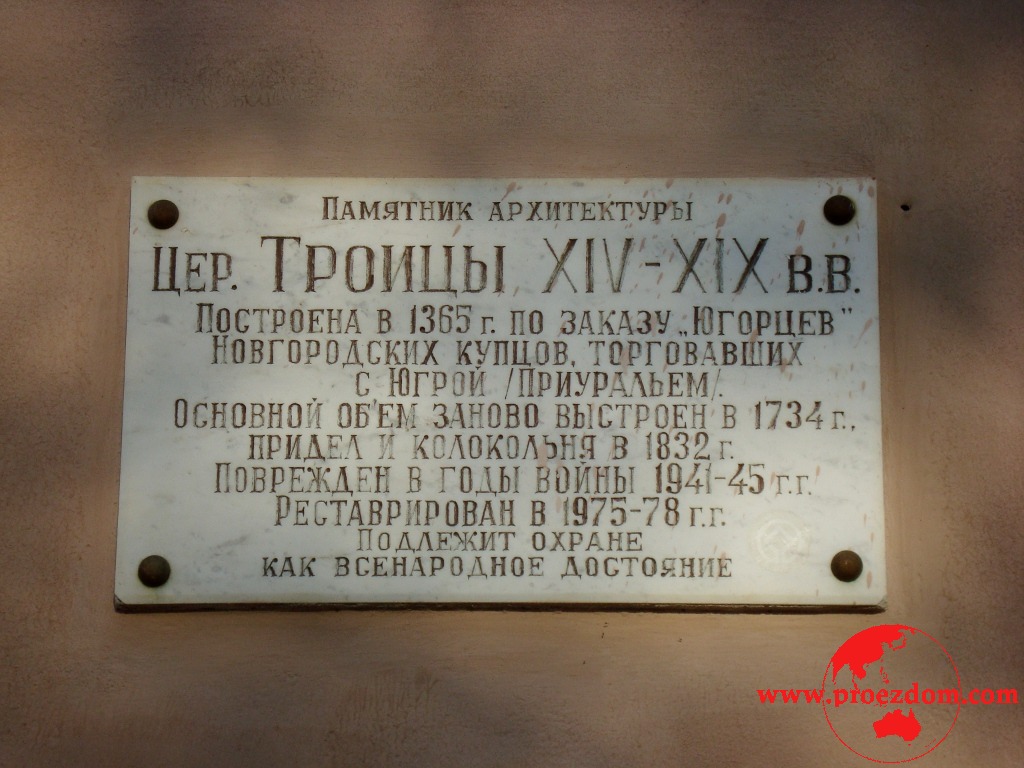 Памятник архитектуры
Цер. Троицы XIV-XIX в.в.
Построена в 1365 г. по заказу „Югорцев"
Новгородских купцов, торговавших
с Югрой /Приуральем/.
Основной об'ем заново выстроен в 1734 г.,
придел и колокольня в 1832 г.
Поврежден в годы войны 1941-45 г.г.
Реставрирован в 1975-78 г.г.
Подлежит охране
как всенародное достояние
www.proezdom.com